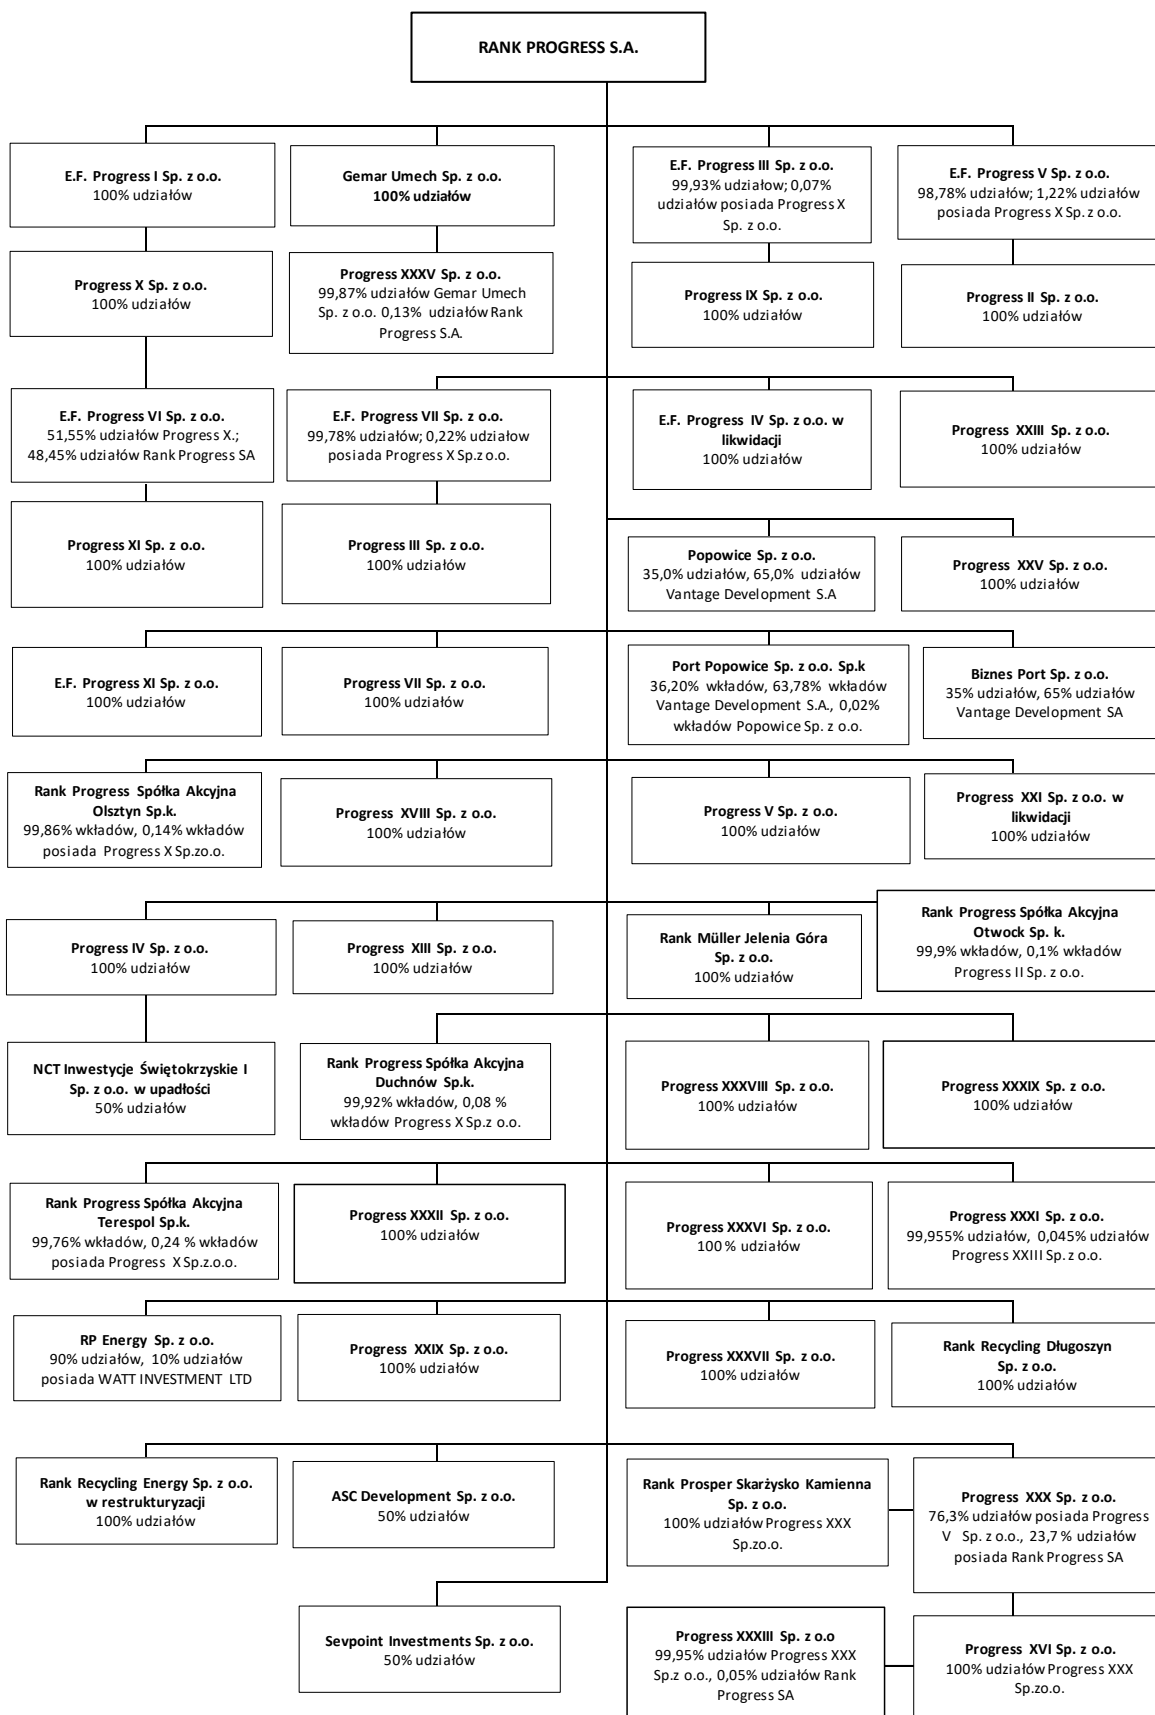 RANK PROGRESS S.A.
E.F. Progress I Sp. z o.o.
100% udziałów
Gemar Umech Sp. z o.o.
100% udziałów
E.F. Progress III Sp. z o.o.
99,93% udziałow; 0,07%
udziałów posiada Progress X
Sp. z o.o.
E.F. Progress V Sp. z o.o.
98,78% udziałów; 1,22% udziałów
posiada Progress X Sp. z o.o.
Progress X Sp. z o.o.
100% udziałów
Progress XXXV Sp. z o.o.
99,87% udziałów Gemar Umech
Sp. z o.o. 0,13% udziałów Rank
Progress S.A.
Progress IX Sp. z o.o.
100% udziałów
Progress II Sp. z o.o.
100% udziałów
E.F. Progress VI Sp. z o.o.
51,55% udziałów Progress X.;
48,45% udziałów Rank Progress SA
E.F. Progress VII Sp. z o.o.
99,78% udziałów; 0,22% udziałow
posiada Progress X Sp.z o.o.
E.F. Progress IV Sp. z o.o. w
likwidacji
100% udziałów
Progress XXIII Sp. z o.o.
100% udziałów
Progress XI Sp. z o.o.
100% udziałów
Progress III Sp. z o.o.
100% udziałów
Popowice Sp. z o.o.
35,0% udziałów, 65,0% udziałów
Vantage Development S.A
Progress XXV Sp. z o.o.
100% udziałów
E.F. Progress XI Sp. z o.o.
100% udziałów
Progress VII Sp. z o.o.
100% udziałów
Port Popowice Sp. z o.o. Sp.k
36,20% wkładów, 63,78% wkładów
Vantage Development S.A., 0,02%
wkładów Popowice Sp. z o.o.
Biznes Port Sp. z o.o.
35% udziałów, 65% udziałów
Vantage Development SA
Rank Progress Spółka Akcyjna
Olsztyn Sp.k.
99,86% wkładów, 0,14% wkładów
posiada Progress X Sp.zo.o.
Progress XVIII Sp. z o.o.
100% udziałów
Progress V Sp. z o.o.
100% udziałów
Progress XXI Sp. z o.o. w
likwidacji
100% udziałów
Progress IV Sp. z o.o.
100% udziałów
Progress XIII Sp. z o.o.
100% udziałów
Rank Müller Jelenia Góra
Sp. z o.o.
100% udziałów
Rank Progress Spółka Akcyjna
Otwock Sp. k.
99,9% wkładów, 0,1% wkładów
Progress II Sp. z o.o.
NCT Inwestycje Świętokrzyskie I
Sp. z o.o. w upadłości
50% udziałów
Rank Progress Spółka Akcyjna
Duchnów Sp.k.
99,92% wkładów, 0,08 %
wkładów Progress X Sp.z o.o.
Progress XXXVIII Sp. z o.o.
100% udziałów
Progress XXXIX Sp. z o.o.
100% udziałów
Rank Progress Spółka Akcyjna
Terespol Sp.k.
99,76% wkładów, 0,24 % wkładów
posiada Progress X Sp.z.o.o.
Progress XXXII Sp. z o.o.
100% udziałów
Progress XXXVI Sp. z o.o.
100% udziałów
Progress XXXI Sp. z o.o.
99,955% udziałów, 0,045% udziałów
Progress XXIII Sp. z o.o.
RP Energy Sp. z o.o.
90% udziałów, 10% udziałów
posiada WATT INVESTMENT LTD
Progress XXIX Sp. z o.o.
100% udziałów
Progress XXXVII Sp. z o.o.
100% udziałów
Rank Recycling Długoszyn
Sp. z o.o.
100% udziałów
Rank Recycling Energy Sp. z o.o.
w restrukturyzacji
100% udziałów
ASC Development Sp. z o.o.
50% udziałów
Rank Prosper Skarżysko Kamienna
Sp. z o.o.
100% udziałów Progress XXX
Sp.zo.o.
Progress XXX Sp. z o.o.
76,3% udziałów posiada Progress
V Sp. z o.o., 23,7% udziałów
posiada Rank Progress SA
Sevpoint Investments Sp. z o.o.
50% udziałów
Progress XXXIII Sp. z o.o
99,95% udziałów Progress XXX
Sp.z o.o., 0,05% udziałów Rank
Progress SA
Progress XVI Sp. z o.o.
100% udziałów Progress XXX
Sp.zo.o.